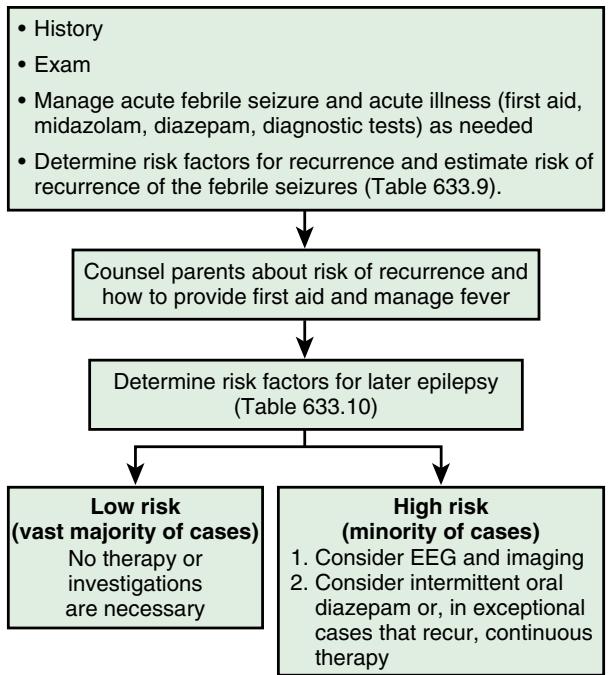 • History
• Exam
• Manage acute febrile seizure and acute illness (first aid,
midazolam, diazepam, diagnostic tests) as needed
• Determine risk factors for recurrence and estimate risk of
recurrence of the febrile seizures (Table 633.9).
Counsel parents about risk of recurrence and
how to provide first aid and manage fever
Determine risk factors for later epilepsy
(Table 633.10)
Low risk
(vast majority of cases)
No therapy or
investigations
are necessary
High risk
(minority of cases)
1. Consider EEG and imaging
2. Consider intermittent oral
diazepam or, in exceptional
cases that recur, continuous
therapy